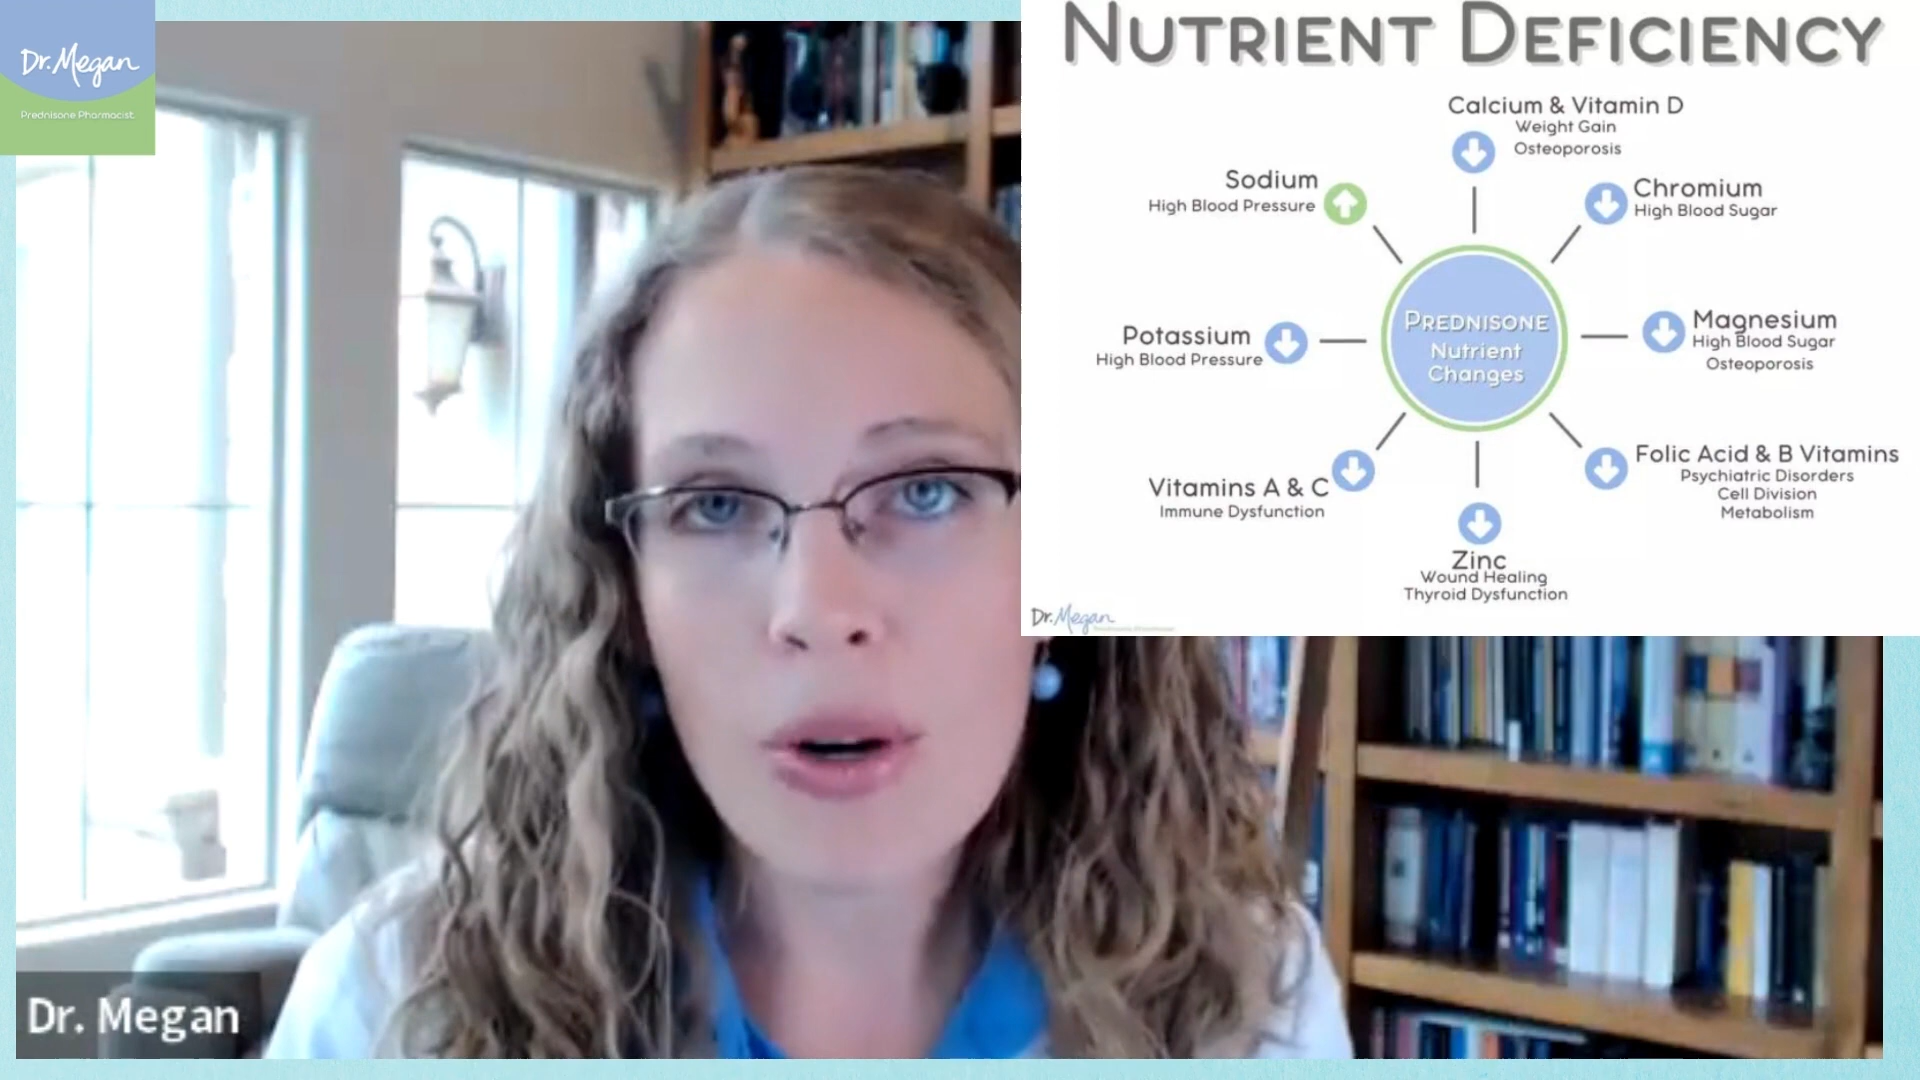 Dr. Megan
Prednisone Pharmacist
NUTRIENT DEFICIENCY
Calcium & Vitamin D
Weight Gain
Osteoporosis
Sodium
High Blood Pressure
Chromium
High Blood Sugar
Potassium
High Blood Pressure
PREDNISONE
Nutrient
Changes
Magnesium
High Blood Sugar
Osteoporosis
Vitamins A & C
Immune Dysfunction
Folic Acid & B Vitamins
Psychiatric Disorders
Cell Division
Metabolism
Zinc
Wound Healing
Thyroid Dysfunction
Dr. Megan
Dr. Megan